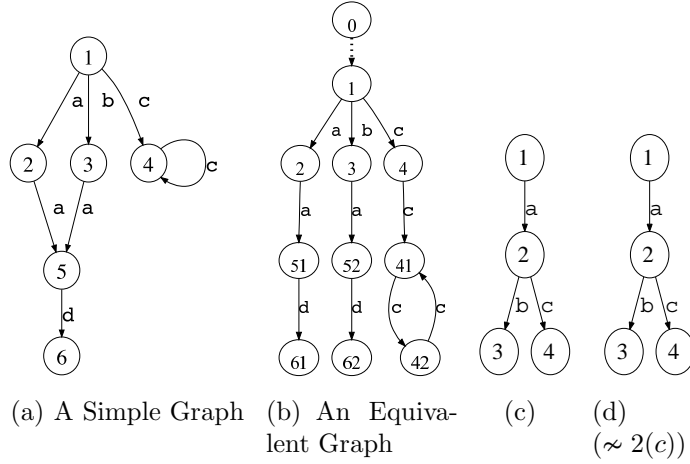 0
1
1
a
b
c
a
b
c
1
1
2
3
4
c
2
3
4
a
a
a
a
a
a
c
2
2
5
51
52
41
d
d
d
c
c
b
c
b
c
6
61
62
42
3
4
3
4
(a) A Simple Graph
(b) An Equiva-
lent Graph
(c)
(d)
(≁ 2(c))